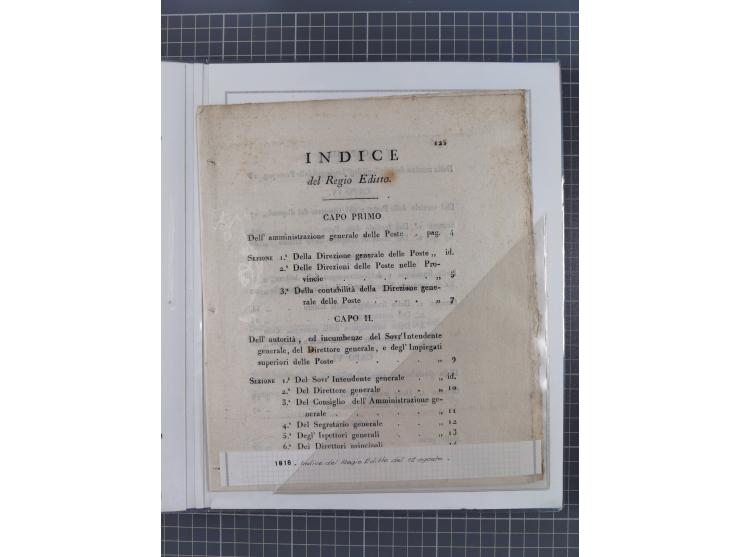 125
INDICE
del Regio Editto.
CAPO PRIMO
Dell' amministrazione generale delle Poste . pag. 4
SEZIONE 1.ª Della Direzione generale delle Poste „ id.
2.ª Delle Direzioni delle Poste nelle Pro-
vincie . . . . „ 5
3.ª Della contabilità della Direzione gene-
rale delle Poste . . . . „ 7
CAPO II.
Dell' autorità, ed incumbenze del Sovr'Intendente
generale, del Direttore generale, e degl'Impiegati
superiori delle Poste . . . . . „ 9
SEZIONE 1.ª Del Sovr'Intendente generale . „ id.
2.ª Del Direttore generale . . . „ 10
3.ª Del Consiglio dell'Amministrazione ge-
nerale . . . . . „ 11
4.ª Del Segretario generale . . „ 12
5.ª Degl'Ispettori generali . . „ 13
6.ª Dei Direttori principali
1818 . Indice del Regio Editto del 12 agosto .